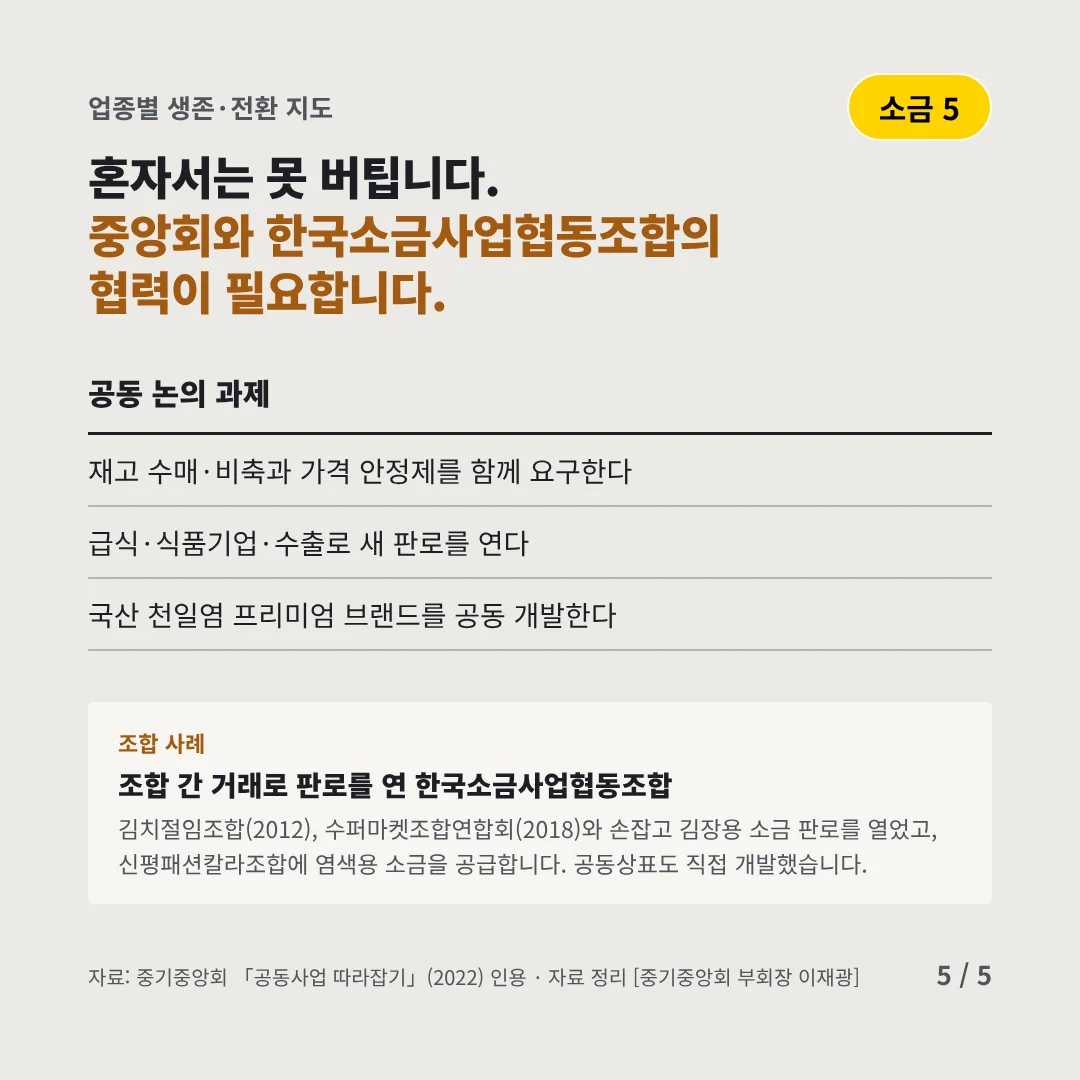 업종별 생존·전환 지도
소금 5
혼자서는 못 버팁니다.
중앙회와 한국소금사업협동조합의
협력이 필요합니다.
공동 논의 과제
재고 수매·비축과 가격 안정제를 함께 요구한다
급식·식품기업·수출로 새 판로를 연다
국산 천일염 프리미엄 브랜드를 공동 개발한다
조합 사례
조합 간 거래로 판로를 연 한국소금사업협동조합
김치절임조합(2012), 수퍼마켓조합연합회(2018)와 손잡고 김장용 소금 판로를 열었고,
신평패션칼라조합에 염색용 소금을 공급합니다. 공동상표도 직접 개발했습니다.
자료: 중기중앙회 「공동사업 따라잡기」(2022) 인용 · 자료 정리 [중기중앙회 부회장 이재광]
5 / 5